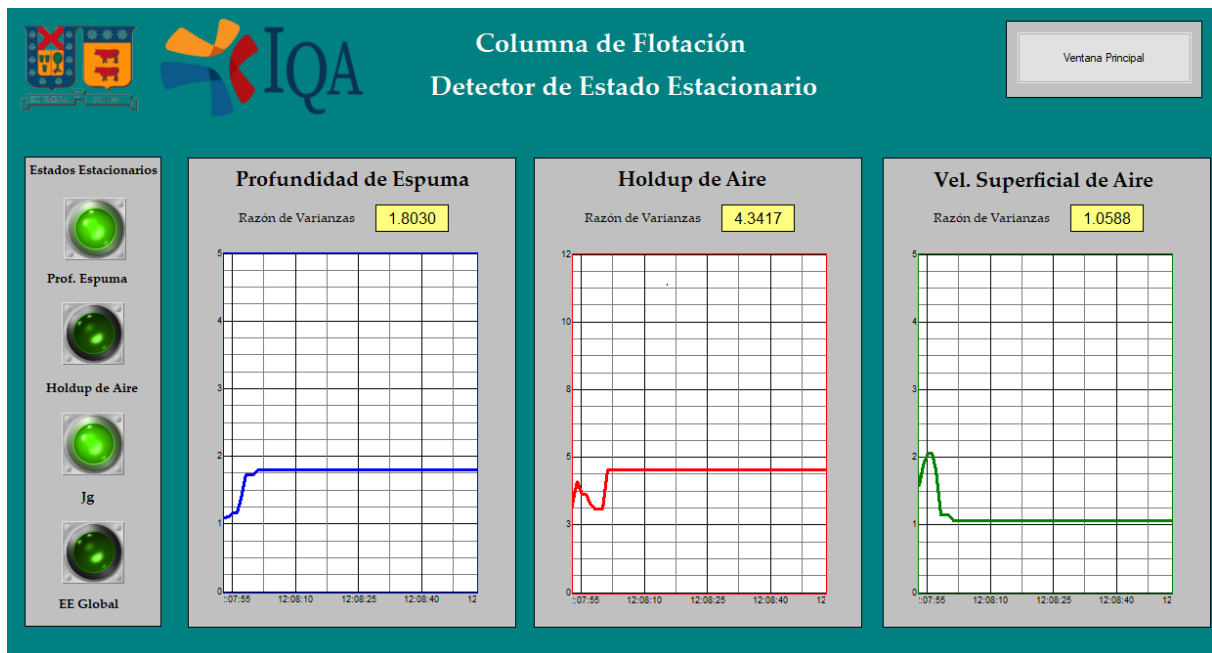 IQA
Columna de Flotación
Detector de Estado Estacionario
Ventana Principal
Estados Estacionarios
Prof. Espuma
Holdup de Aire
Jg
EE Global
Profundidad de Espuma
Razón de Varianzas 1.8030
5
4
3
2
1
0
:07:55 12:08:10 12:08:25 12:08:40 12
Holdup de Aire
Razón de Varianzas 4.3417
12
10
8
5
3
0
:07:55 12:08:10 12:08:25 12:08:40 12
Vel. Superficial de Aire
Razón de Varianzas 1.0588
5
4
3
2
1
0
:07:55 12:08:10 12:08:25 12:08:40 12